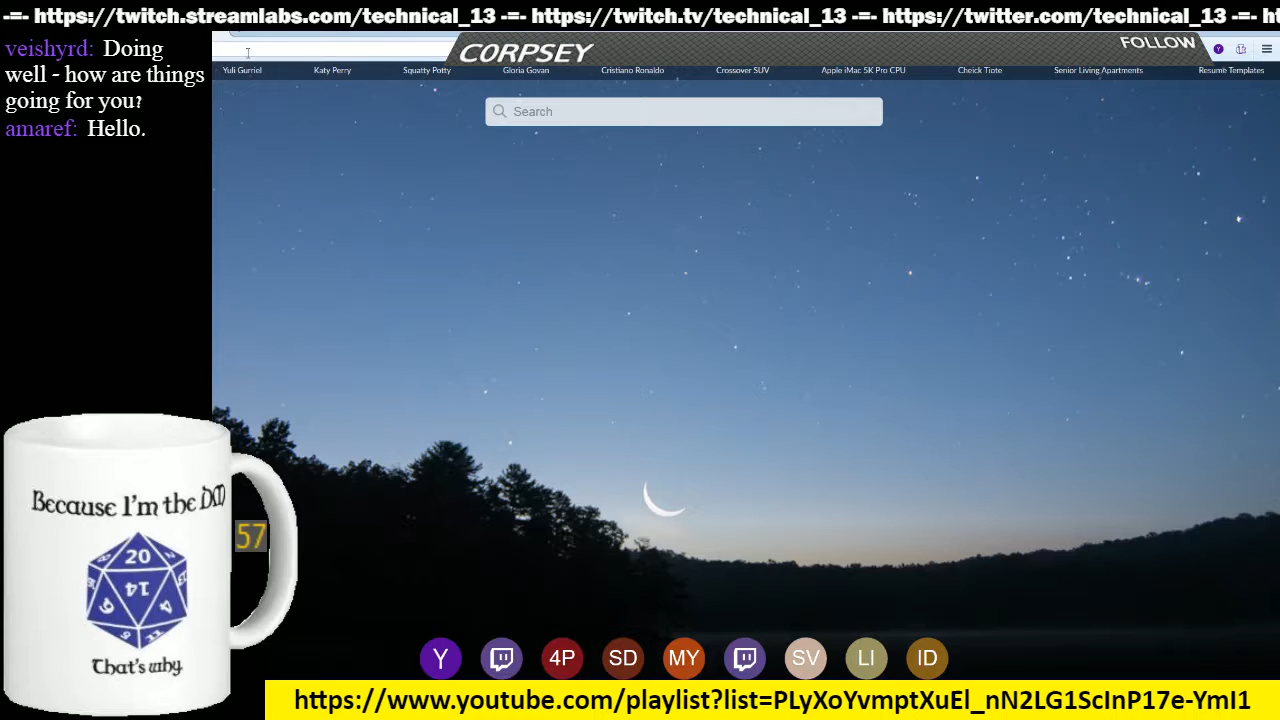 -=- https://twitch.streamlabs.com/technical_13 -=- https://twitch.tv/technical_13 -=- https://twitter.com/technical_13 -=- h
veishyrd: Doing
well - how are things
going for you?
amaref: Hello.
CORPSEY
FOLLOW
Yuli Gurriel Katy Perry Squatty Potty Gloria Govan Cristiano Ronaldo Crossover SUV Apple iMac 5K Pro CPU Cheick Tiote Senior Living Apartments Resume Templates
Search
Because I'm the DM
20
14
That's why.
57
Y 4P SD MY SV LI ID
https://www.youtube.com/playlist?list=PLyXoYvmptXuEl_nN2LG1ScInP17e-YmI1